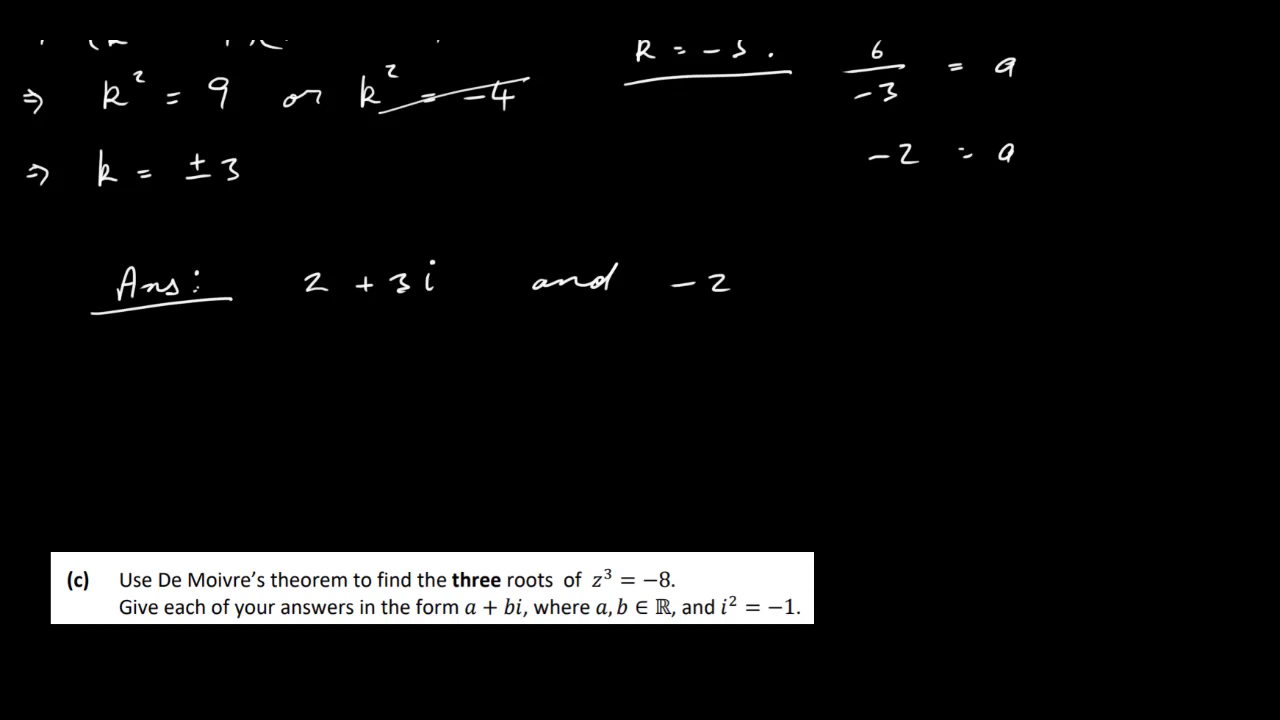 k = -3 .
6 / -3 = a
⇒ k² = 9 or k² = -4
-2 = a
⇒ k = ± 3
Ans: 2 + 3i and -2
(c) Use De Moivre's theorem to find the three roots of z³ = −8.
Give each of your answers in the form a + bi, where a, b ∈ ℝ, and i² = −1.